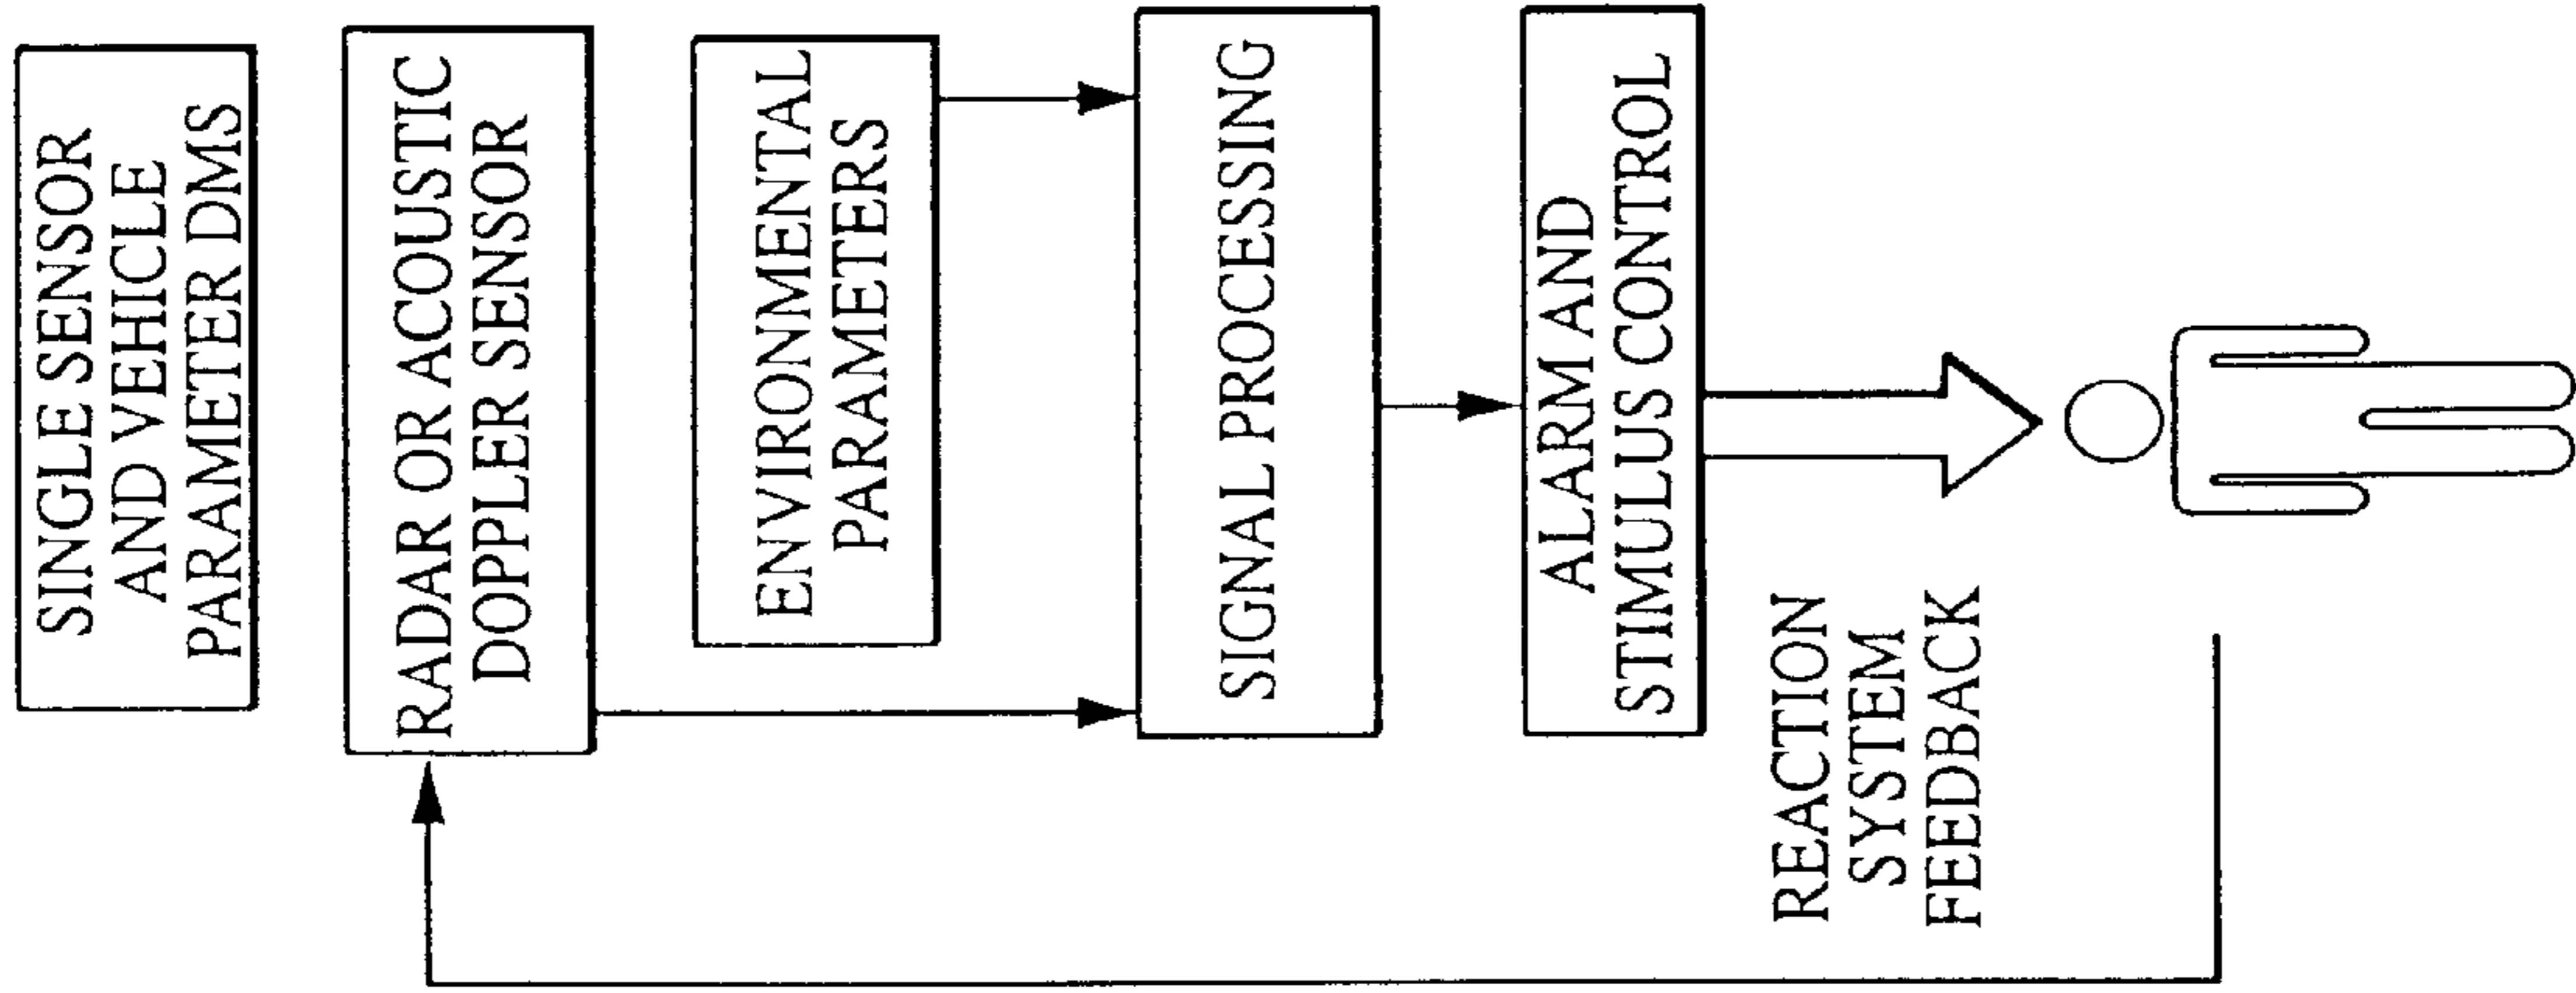 SINGLE SENSOR
AND VEHICLE
PARAMETER DMS
RADAR OR ACOUSTIC
DOPPLER SENSOR
ENVIRONMENTAL
PARAMETERS
SIGNAL PROCESSING
ALARM AND
STIMULUS CONTROL
REACTION
SYSTEM
FEEDBACK